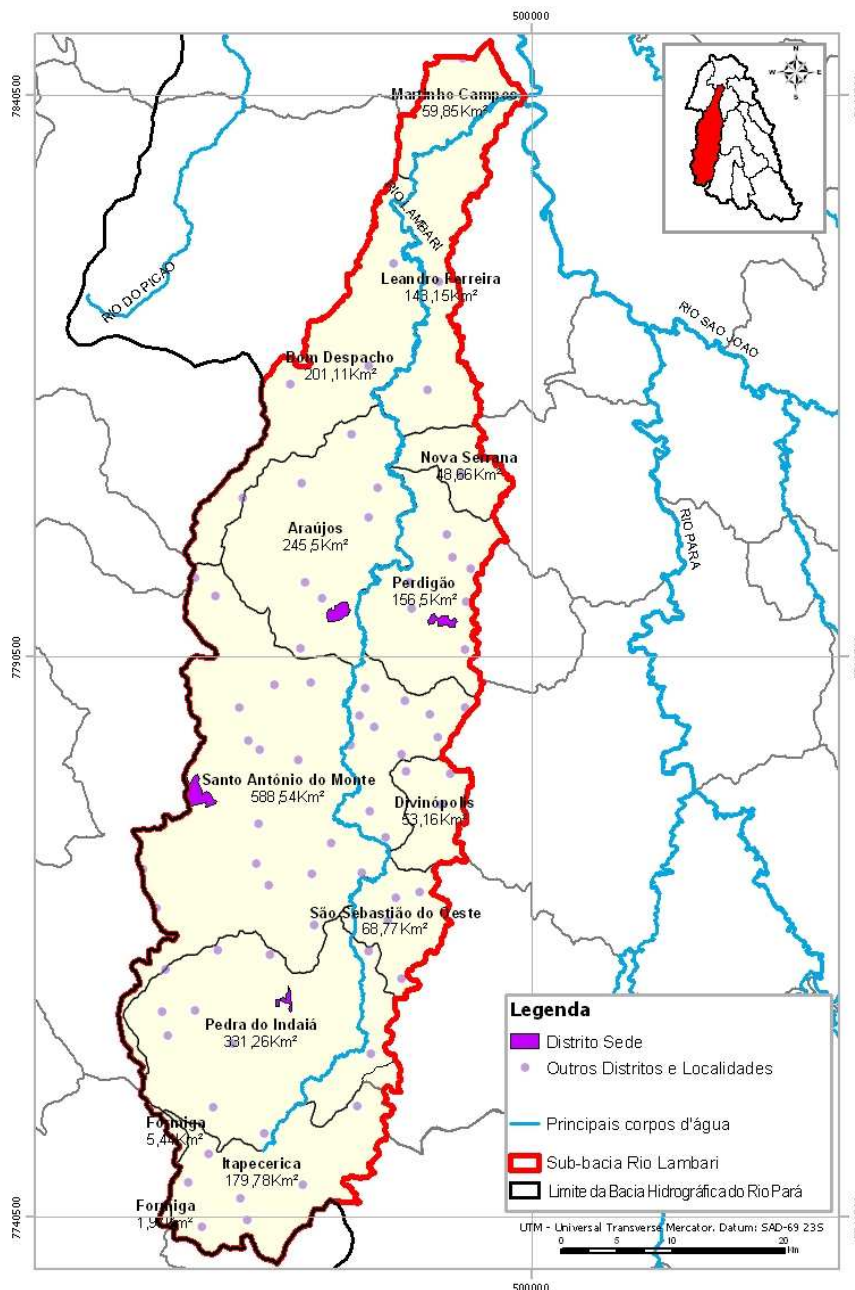 500000
N
W E
S
7840500
Martinho Campos
59,85Km²
RIO LAMBARI
RIO DO PICÃO
Leandro Ferreira
143,15Km²
RIO SAO JOAO
Bom Despacho
201,11Km²
Nova Serrana
48,66Km²
Araújos
245,5Km²
RIO PARA
Perdigão
156,5Km²
7790500
Santo Antônio do Monte
588,54Km²
Divinópolis
53,16Km²
São Sebastião do Oeste
68,77Km²
Legenda
Distrito Sede
Outros Distritos e Localidades
Principais corpos d'água
Sub-bacia Rio Lambari
Limite da Bacia Hidrográfica do Rio Pará
Pedra do Indaiá
331,26Km²
Formiga
5,44Km²
Itapecerica
179,78Km²
Formiga
7740500
UTM - Universal Transverse Mercator. Datum: SAD-69 23S
0 5 10 20
Km
500000